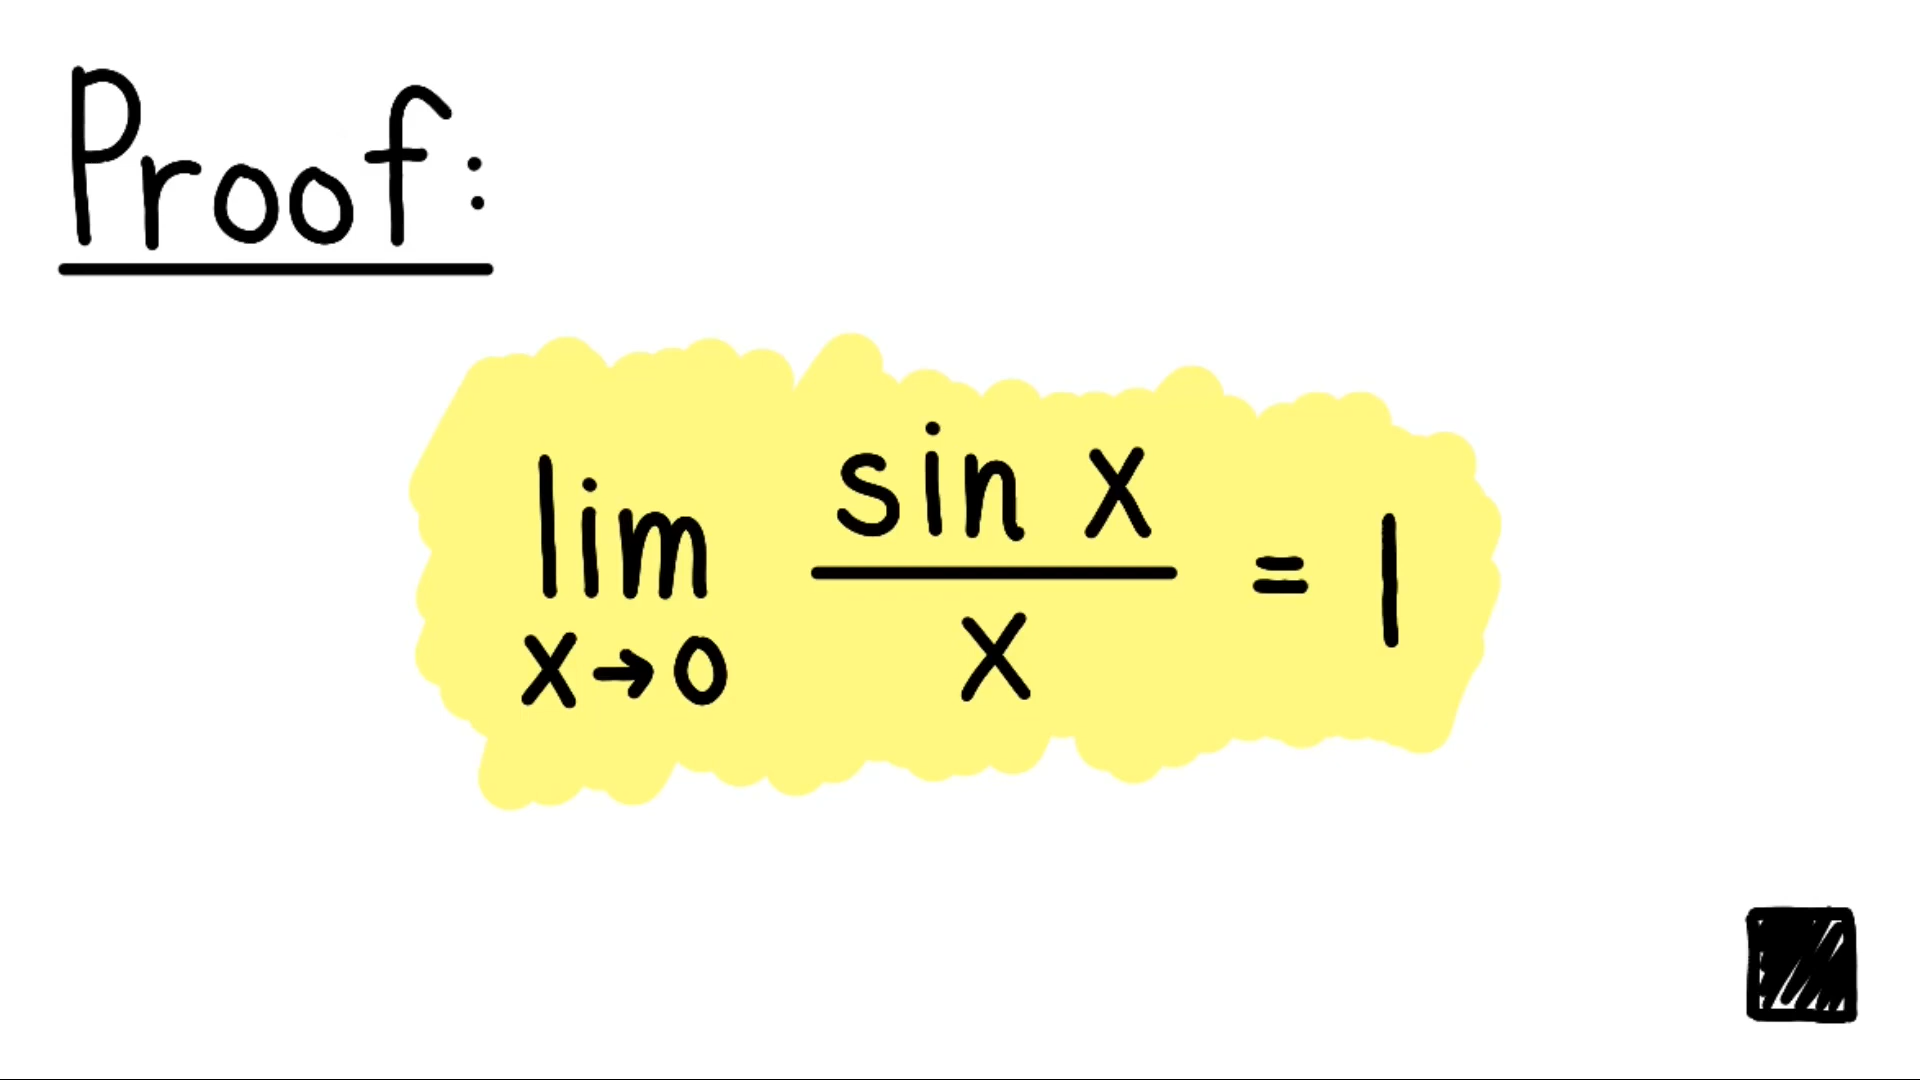 Proof:
lim sin x / x = 1
x→0